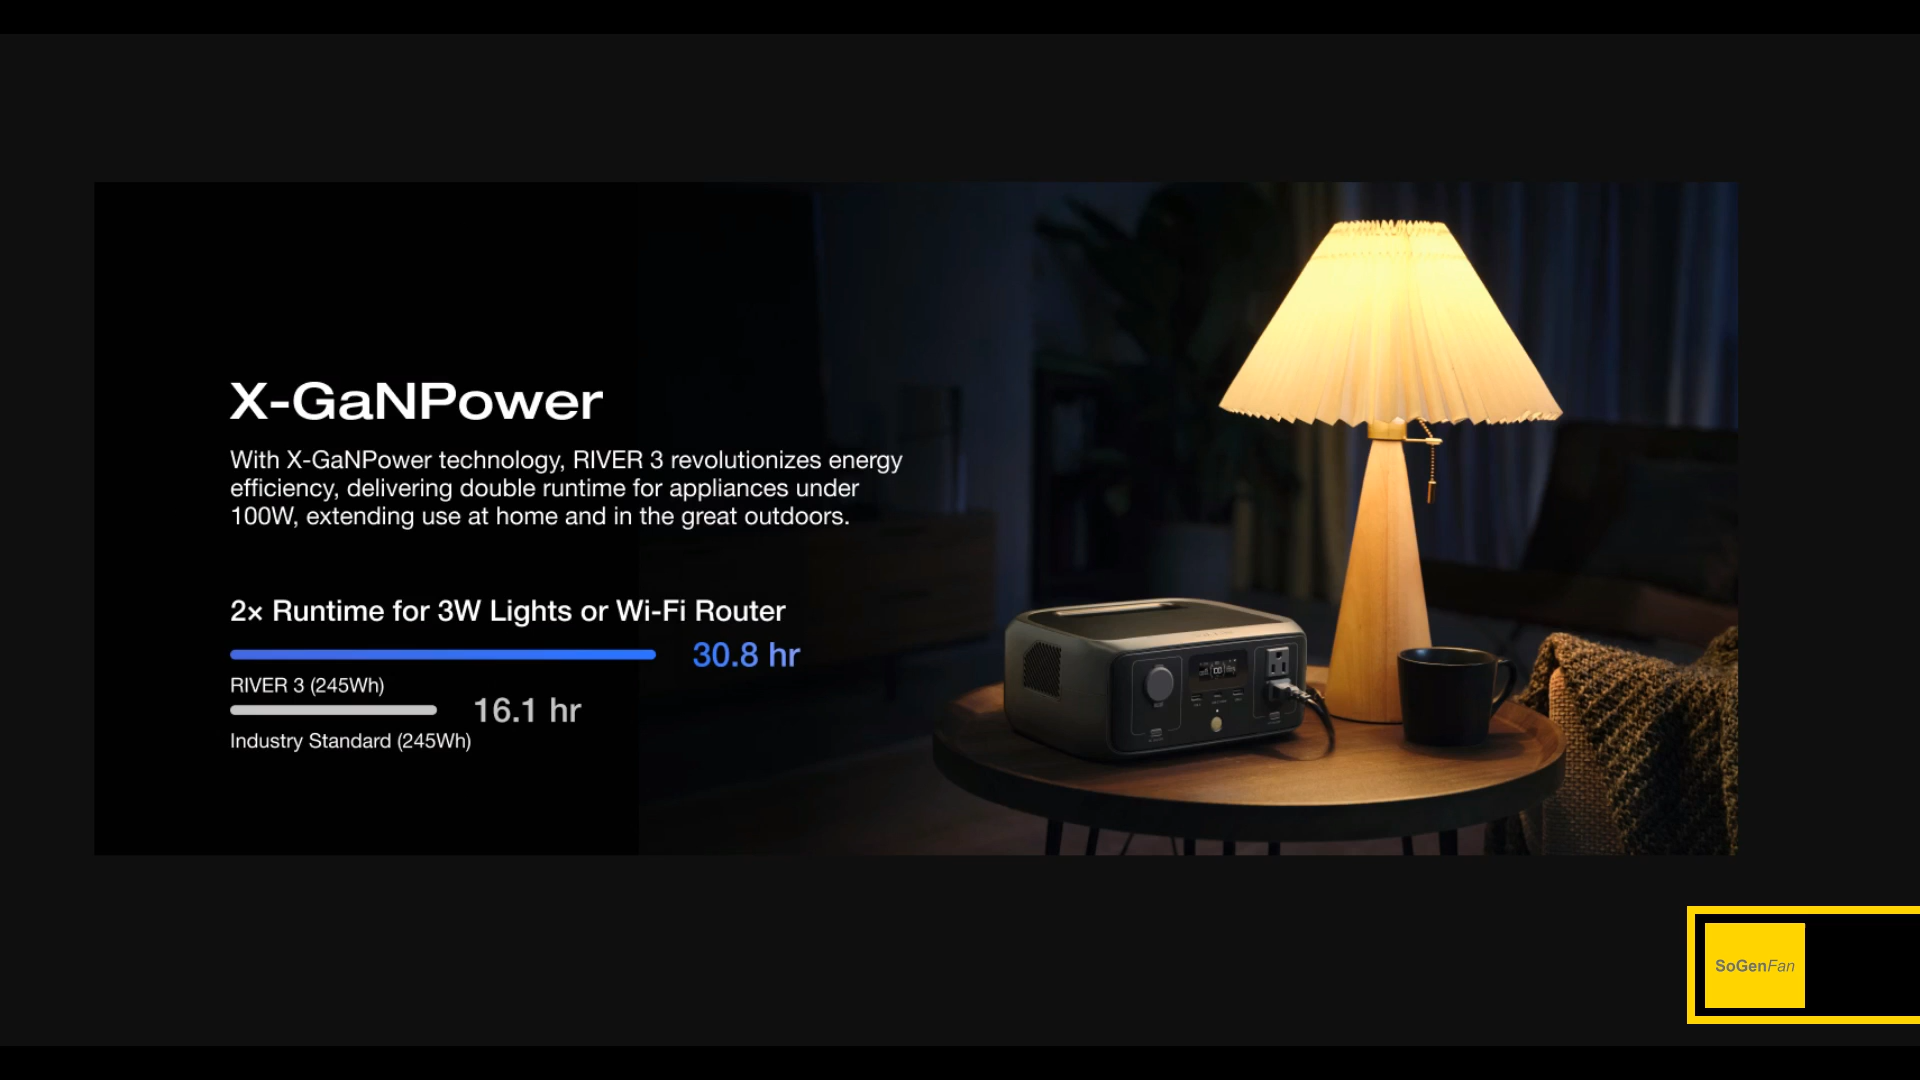 X-GaNPower
With X-GaNPower technology, RIVER 3 revolutionizes energy
efficiency, delivering double runtime for appliances under
100W, extending use at home and in the great outdoors.
2× Runtime for 3W Lights or Wi-Fi Router
30.8 hr
RIVER 3 (245Wh)
16.1 hr
Industry Standard (245Wh)
SoGenFan